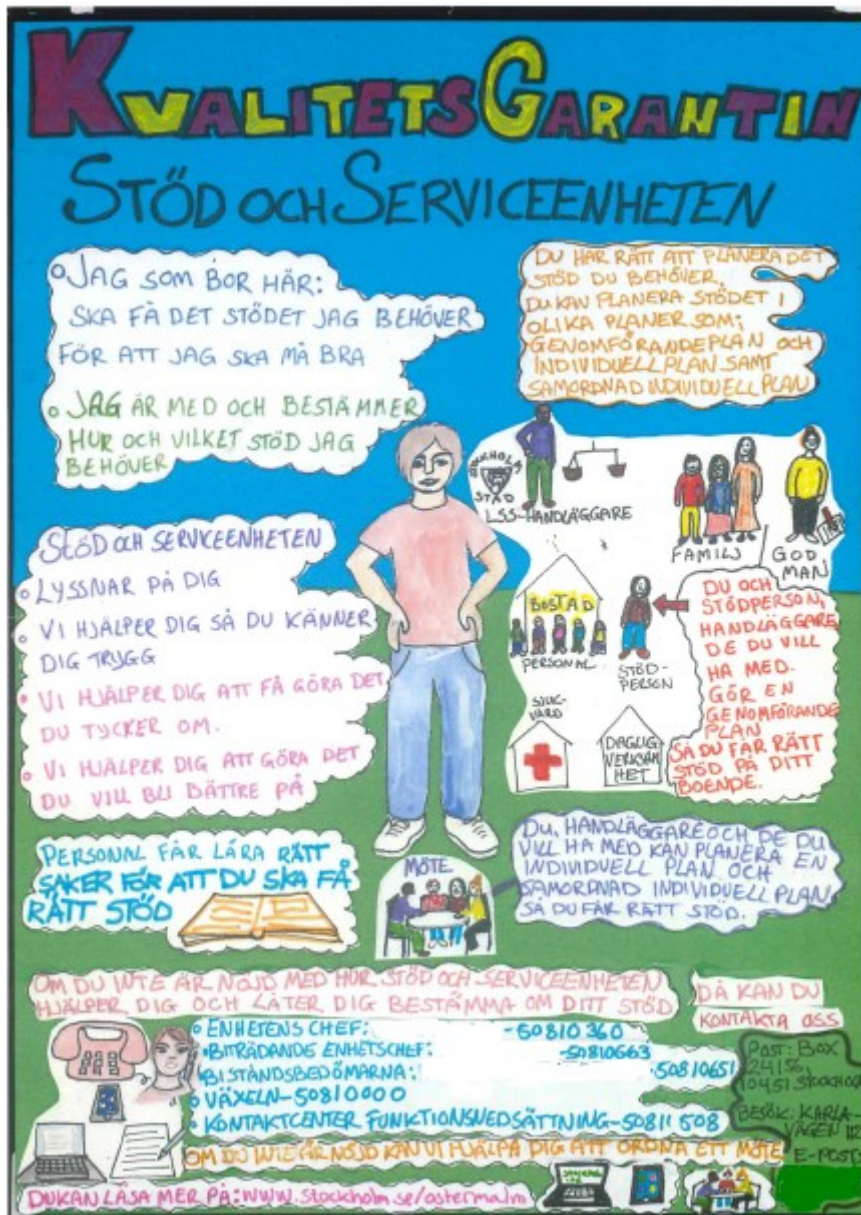 KVALITETSGARANTIN
STÖD OCH SERVICEENHETEN
JAG SOM BOR HÄR:
SKA FÅ DET STÖDET JAG BEHÖVER
FÖR ATT JAG SKA MÅ BRA
JAG ÄR MED OCH BESTÄMMER
HUR OCH VILKET STÖD JAG
BEHÖVER
DU HAR RÄTT ATT PLANERA DET
STÖD DU BEHÖVER
DU KAN PLANERA STÖDET I
OLIKA PLANER SOM;
GENOMFÖRANDEPLAN OCH
INDIVIDUELL PLAN SAMT
SAMORDNAD INDIVIDUELL PLAN
STOCKHOLMS
STAD
LSS-HANDLÄGGARE
FAMILJ
GOD
MAN
BOSTAD
PERSONAL
STÖD-
PERSON
SJUK-
VÅRD
DAGLIG
VERKSAM
HET
DU OCH
STÖDPERSON,
HANDLÄGGARE
DE DU VILL
HA MED.
GÖR EN
GENOMFÖRANDE
PLAN
SÅ DU FÅR RÄTT
STÖD PÅ DITT
BOENDE.
STÖD OCH SERVICEENHETEN
LYSSNAR PÅ DIG
VI HJÄLPER DIG SÅ DU KÄNNER
DIG TRYGG
VI HJÄLPER DIG ATT FÅ GÖRA DET
DU TYCKER OM.
VI HJÄLPER DIG ATT GÖRA DET
DU VILL BLI BÄTTRE PÅ
PERSONAL FÅR LÄRA RÄTT
SAKER FÖR ATT DU SKA FÅ
RÄTT STÖD
MÖTE
DU, HANDLÄGGARE OCH DE DU
VILL HA MED KAN PLANERA EN
INDIVIDUELL PLAN OCH
SAMORDNAD INDIVIDUELL PLAN
SÅ DU FÅR RÄTT STÖD.
OM DU INTE ÄR NÖJD MED HUR STÖD OCH SERVICEENHETEN
HJÄLPER DIG OCH LÅTER DIG BESTÄMMA OM DITT STÖD
DÅ KAN DU
KONTAKTA OSS
ENHETENS CHEF: -50810360
BITRÄDANDE ENHETSCHEF: -50810663
BISTÅNDSBEDÖMARNA: -50810651
VÄXELN-50810000
KONTAKTCENTER FUNKTIONSNEDSÄTTNING-50811508
POST: BOX
24156,
10451 STOCKHOLM
BESÖK: KARLA-
VÄGEN 112
E-POST:
OM DU INTE ÄR NÖJD KAN VI HJÄLPA DIG ATT ORDNA ETT MÖTE
DU KAN LÄSA MER PÅ: www.stockholm.se/ostermalm